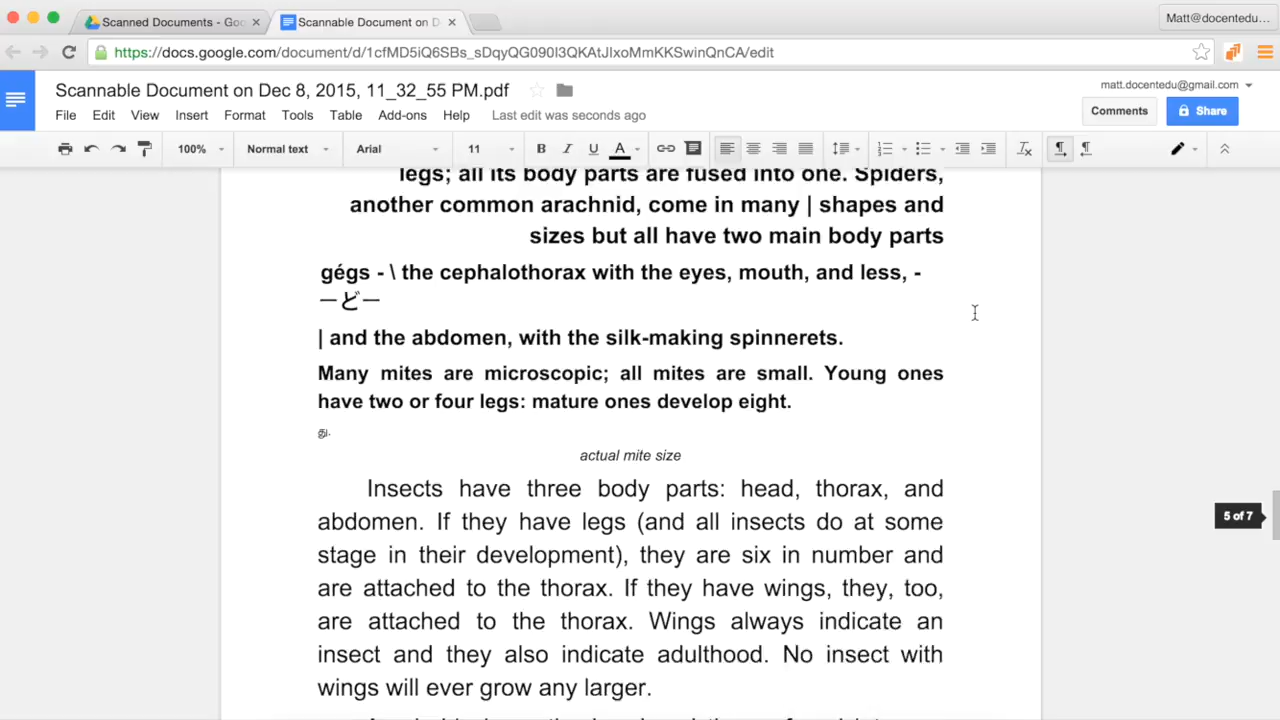 Scanned Documents - Goo
Scannable Document on D
Matt@docentedu...
https://docs.google.com/document/d/1cfMD5iQ6SBs_sDqyQG090l3QKAtJlxoMmKKSwinQnCA/edit
Scannable Document on Dec 8, 2015, 11_32_55 PM.pdf
matt.docentedu@gmail.com
File Edit View Insert Format Tools Table Add-ons Help Last edit was seconds ago
Comments Share
100% Normal text Arial 11 B I U A
legs; all its body parts are fused into one. Spiders,
another common arachnid, come in many | shapes and
sizes but all have two main body parts
gégs - \ the cephalothorax with the eyes, mouth, and less, -
ーどー
| and the abdomen, with the silk-making spinnerets.
Many mites are microscopic; all mites are small. Young ones
have two or four legs: mature ones develop eight.
actual mite size
Insects have three body parts: head, thorax, and
abdomen. If they have legs (and all insects do at some
stage in their development), they are six in number and
are attached to the thorax. If they have wings, they, too,
are attached to the thorax. Wings always indicate an
insect and they also indicate adulthood. No insect with
wings will ever grow any larger.
5 of 7